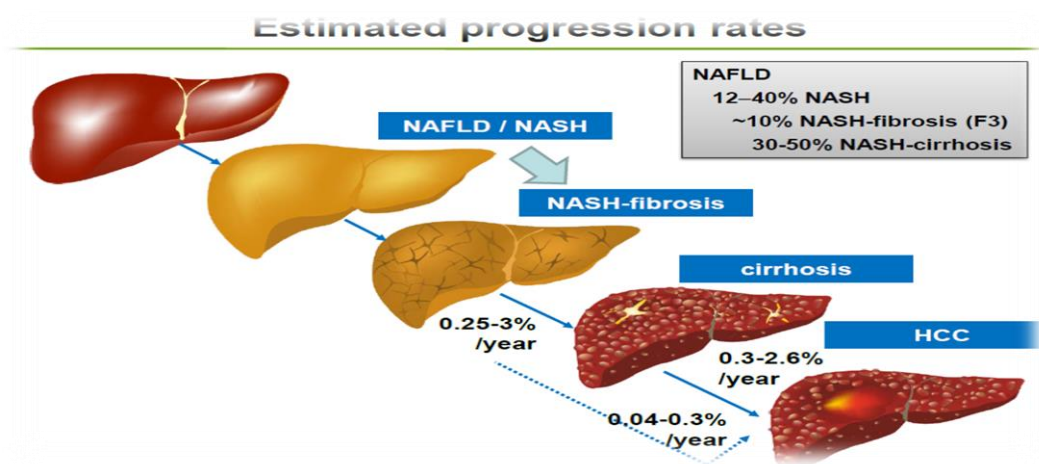 Estimated progression rates
NAFLD
12–40% NASH
~10% NASH-fibrosis (F3)
30-50% NASH-cirrhosis
NAFLD / NASH
NASH-fibrosis
cirrhosis
HCC
0.25-3%
/year
0.3-2.6%
/year
0.04-0.3%
/year